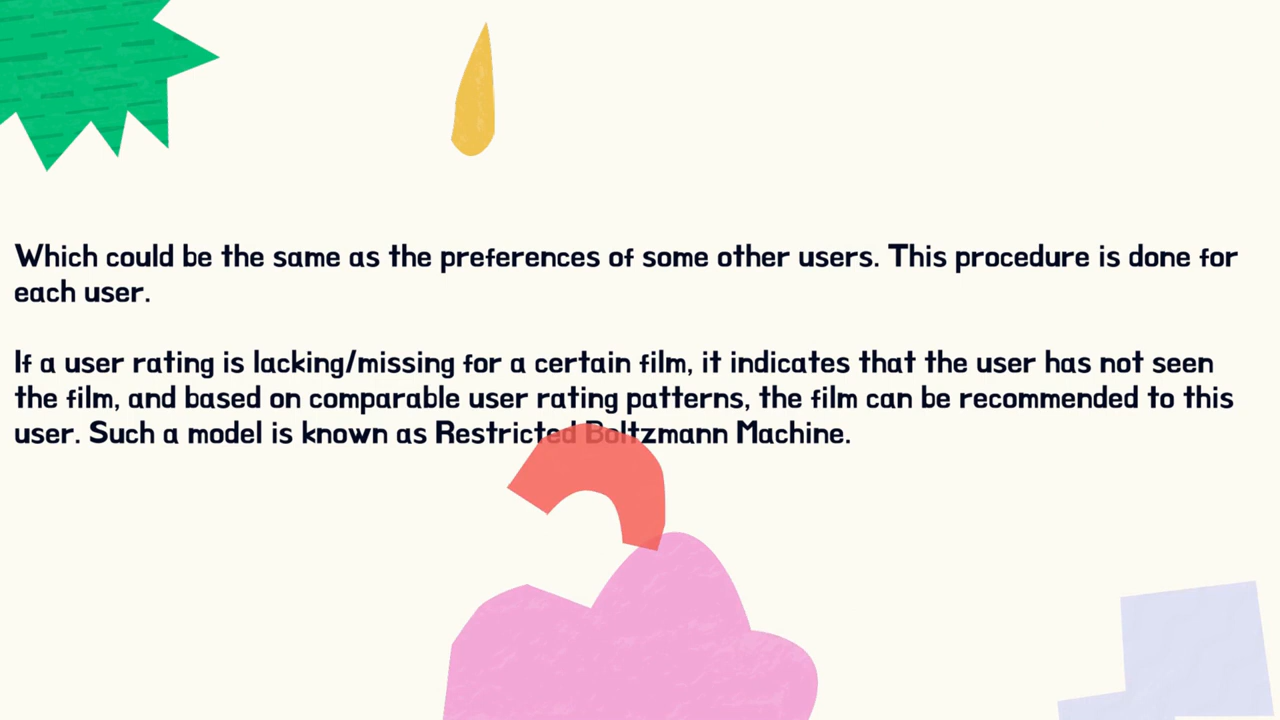 Which could be the same as the preferences of some other users. This procedure is done for
each user.
If a user rating is lacking/missing for a certain film, it indicates that the user has not seen
the film, and based on comparable user rating patterns, the film can be recommended to this
user. Such a model is known as Restricted Boltzmann Machine.